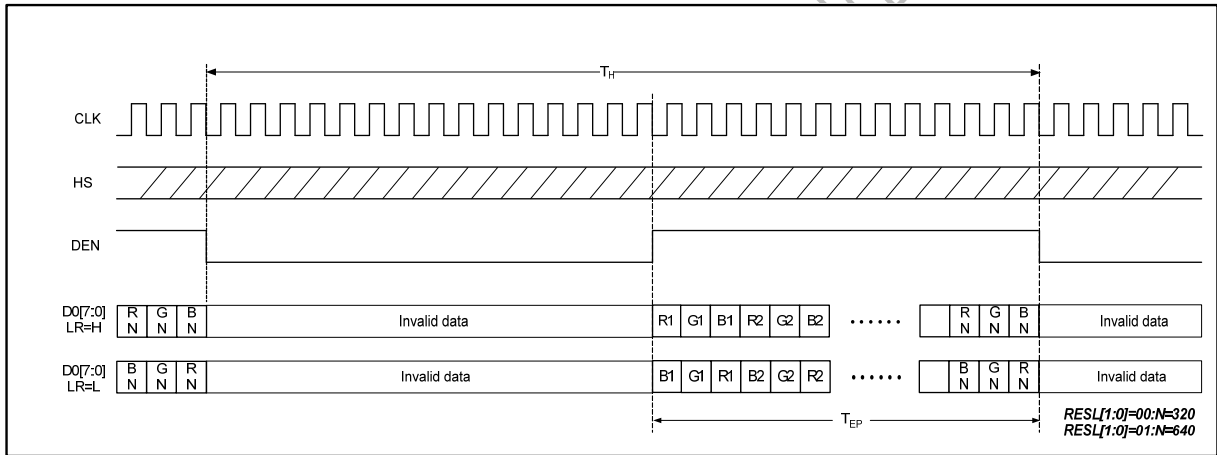 TH
CLK
HS
DEN
D0[7:0]
LR=H
R N G N B N Invalid data R1 G1 B1 R2 G2 B2 ...... R N G N B N Invalid data
D0[7:0]
LR=L
B N G N R N Invalid data B1 G1 R1 B2 G2 R2 ...... B N G N R N Invalid data
TEP
RESL[1:0]=00:N=320
RESL[1:0]=01:N=640